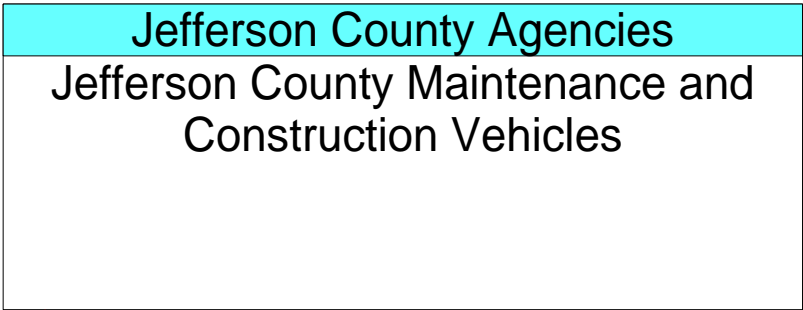 Jefferson County Agencies
Jefferson County Maintenance and
Construction Vehicles